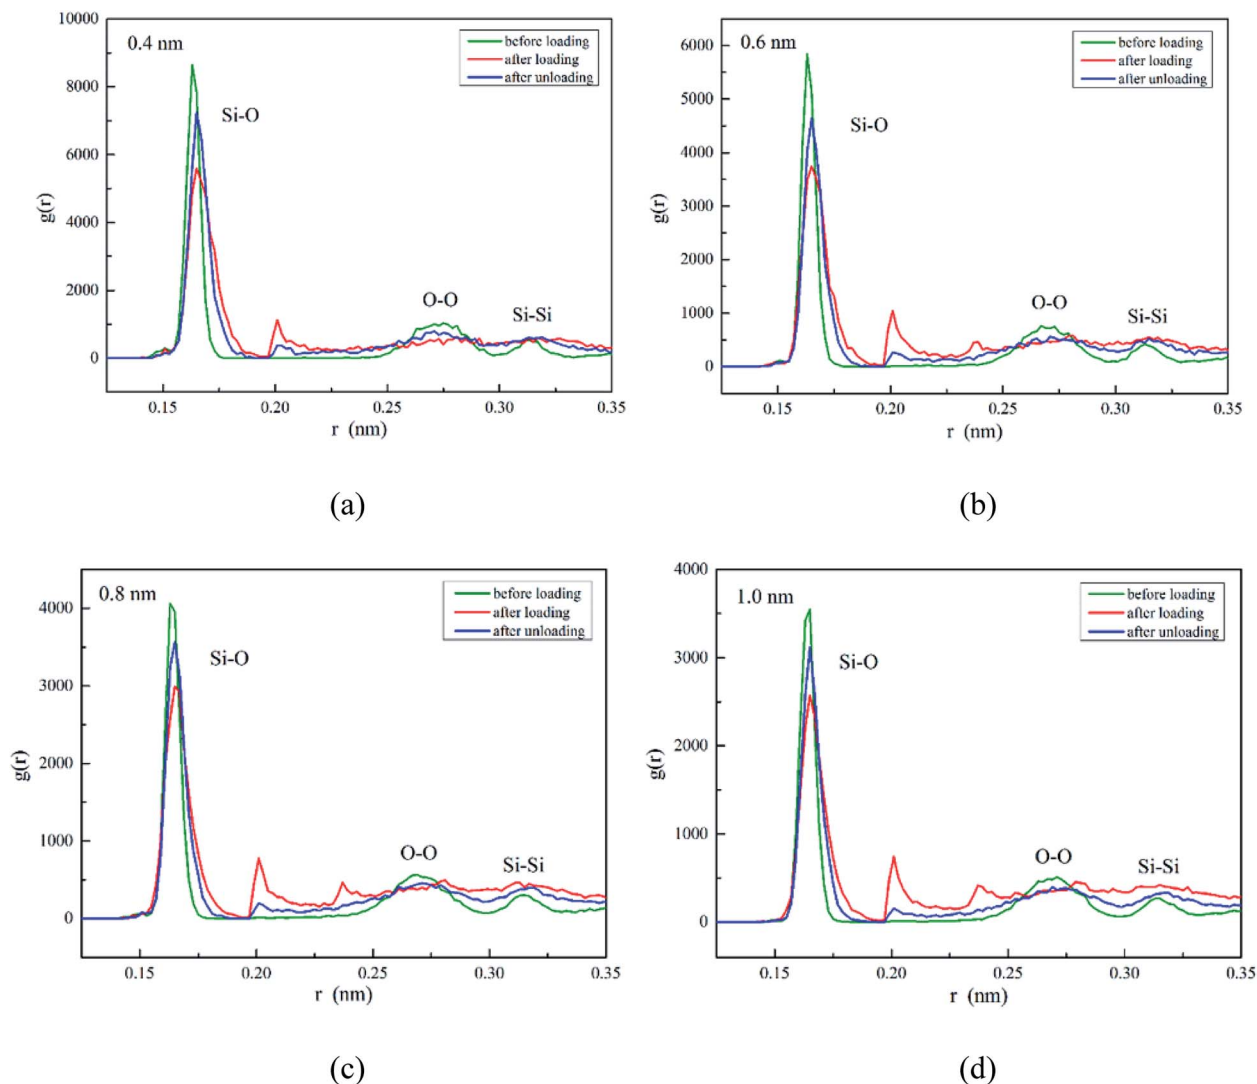 10000
0.4 nm
before loading
after loading
after unloading
8000
Si-O
6000
g(r)
4000
2000
O-O
Si-Si
0
0.15 0.20 0.25 0.30 0.35
r (nm)
(a)
6000
0.6 nm
before loading
after loading
after unloading
5000
Si-O
4000
g(r)
3000
2000
O-O
1000
Si-Si
0
0.15 0.20 0.25 0.30 0.35
r (nm)
(b)
0.8 nm
before loading
after loading
after unloading
4000
Si-O
3000
g(r)
2000
1000
O-O
Si-Si
0
0.15 0.20 0.25 0.30 0.35
r (nm)
(c)
4000
1.0 nm
before loading
after loading
after unloading
Si-O
3000
g(r)
2000
1000
O-O
Si-Si
0
0.15 0.20 0.25 0.30 0.35
r (nm)
(d)